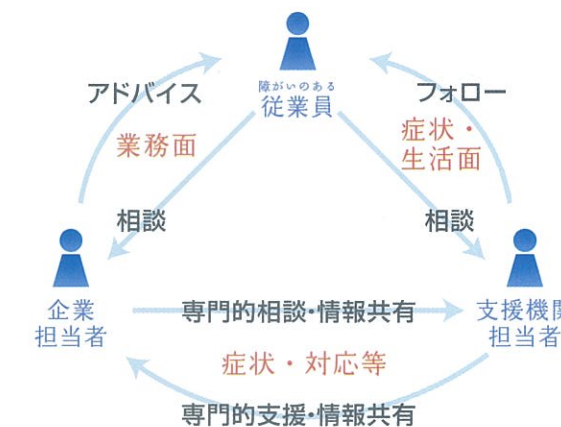 アドバイス
障がいのある
従業員
フォロー
業務面
症状・
生活面
相談
相談
企業
担当者
専門的相談・情報共有
支援機関
担当者
症状・対応等
専門的支援・情報共有